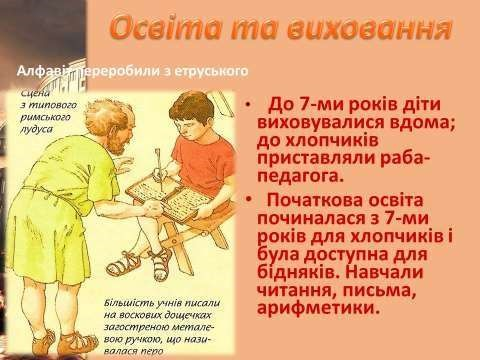 Освіта та виховання
Алфавіт переробили з етруського
Сцена
з типового
римського
лудуса
• До 7-ми років діти
виховувалися вдома;
до хлопчиків
приставляли раба-
педагога.
• Початкова освіта
починалася з 7-ми
років для хлопчиків і
була доступна для
бідняків. Навчали
читання, письма,
арифметики.
Більшість учнів писали
на воскових дощечках
загостреною метале-
вою ручкою, що нази-
валася перо